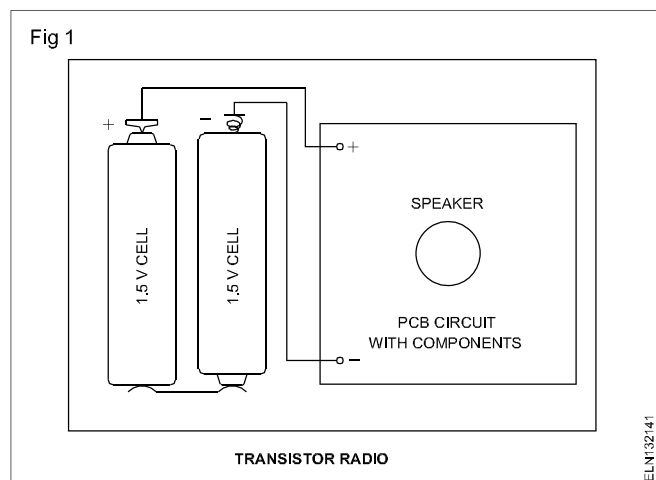 Fig 1
+
-
1.5 V CELL
1.5 V CELL
+
SPEAKER
PCB CIRCUIT
WITH COMPONENTS
-
TRANSISTOR RADIO
ELN132141